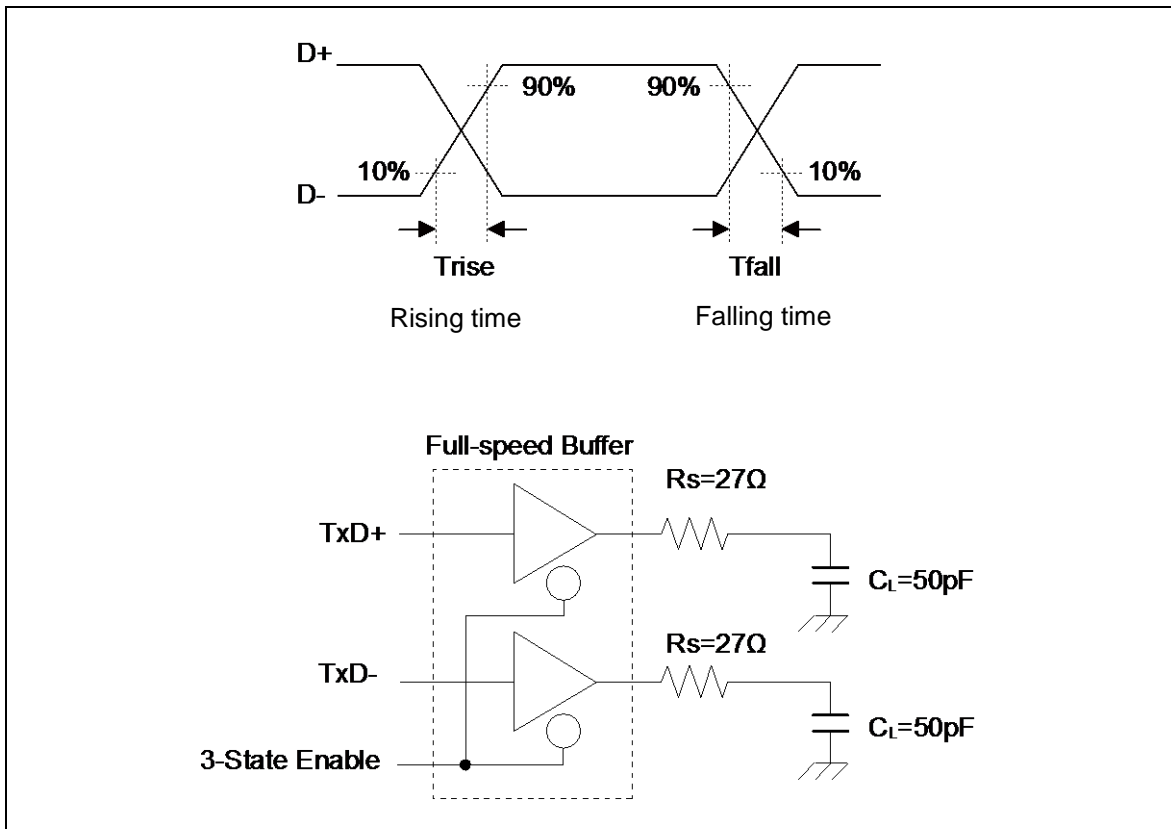 D+
90%
90%
10%
10%
D-
Trise
Tfall
Rising time
Falling time
Full-speed Buffer
Rs=27Ω
TxD+
CL=50pF
Rs=27Ω
TxD-
CL=50pF
3-State Enable